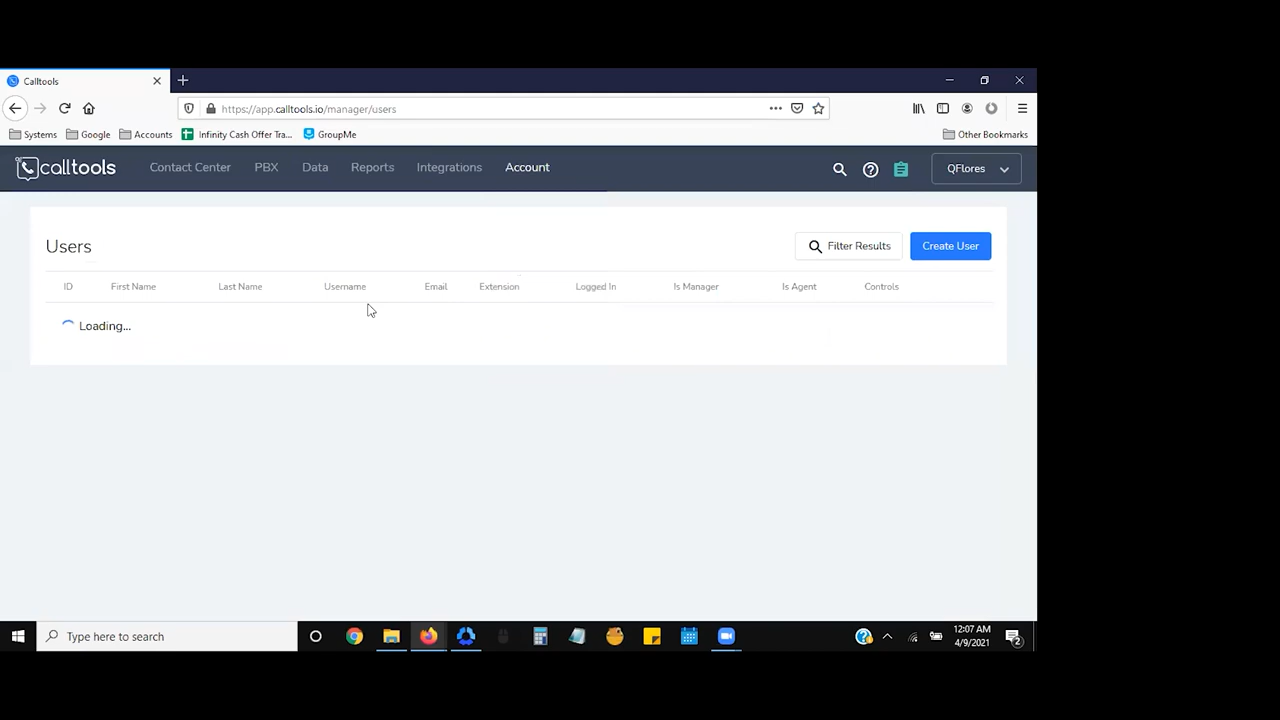 Calltools
https://app.calltools.io/manager/users
Systems Google Accounts Infinity Cash Offer Tra... GroupMe Other Bookmarks
calltools Contact Center PBX Data Reports Integrations Account QFlores
Users Filter Results Create User
ID First Name Last Name Username Email Extension Logged In Is Manager Is Agent Controls
Loading...
Type here to search
12:07 AM
4/9/2021
2